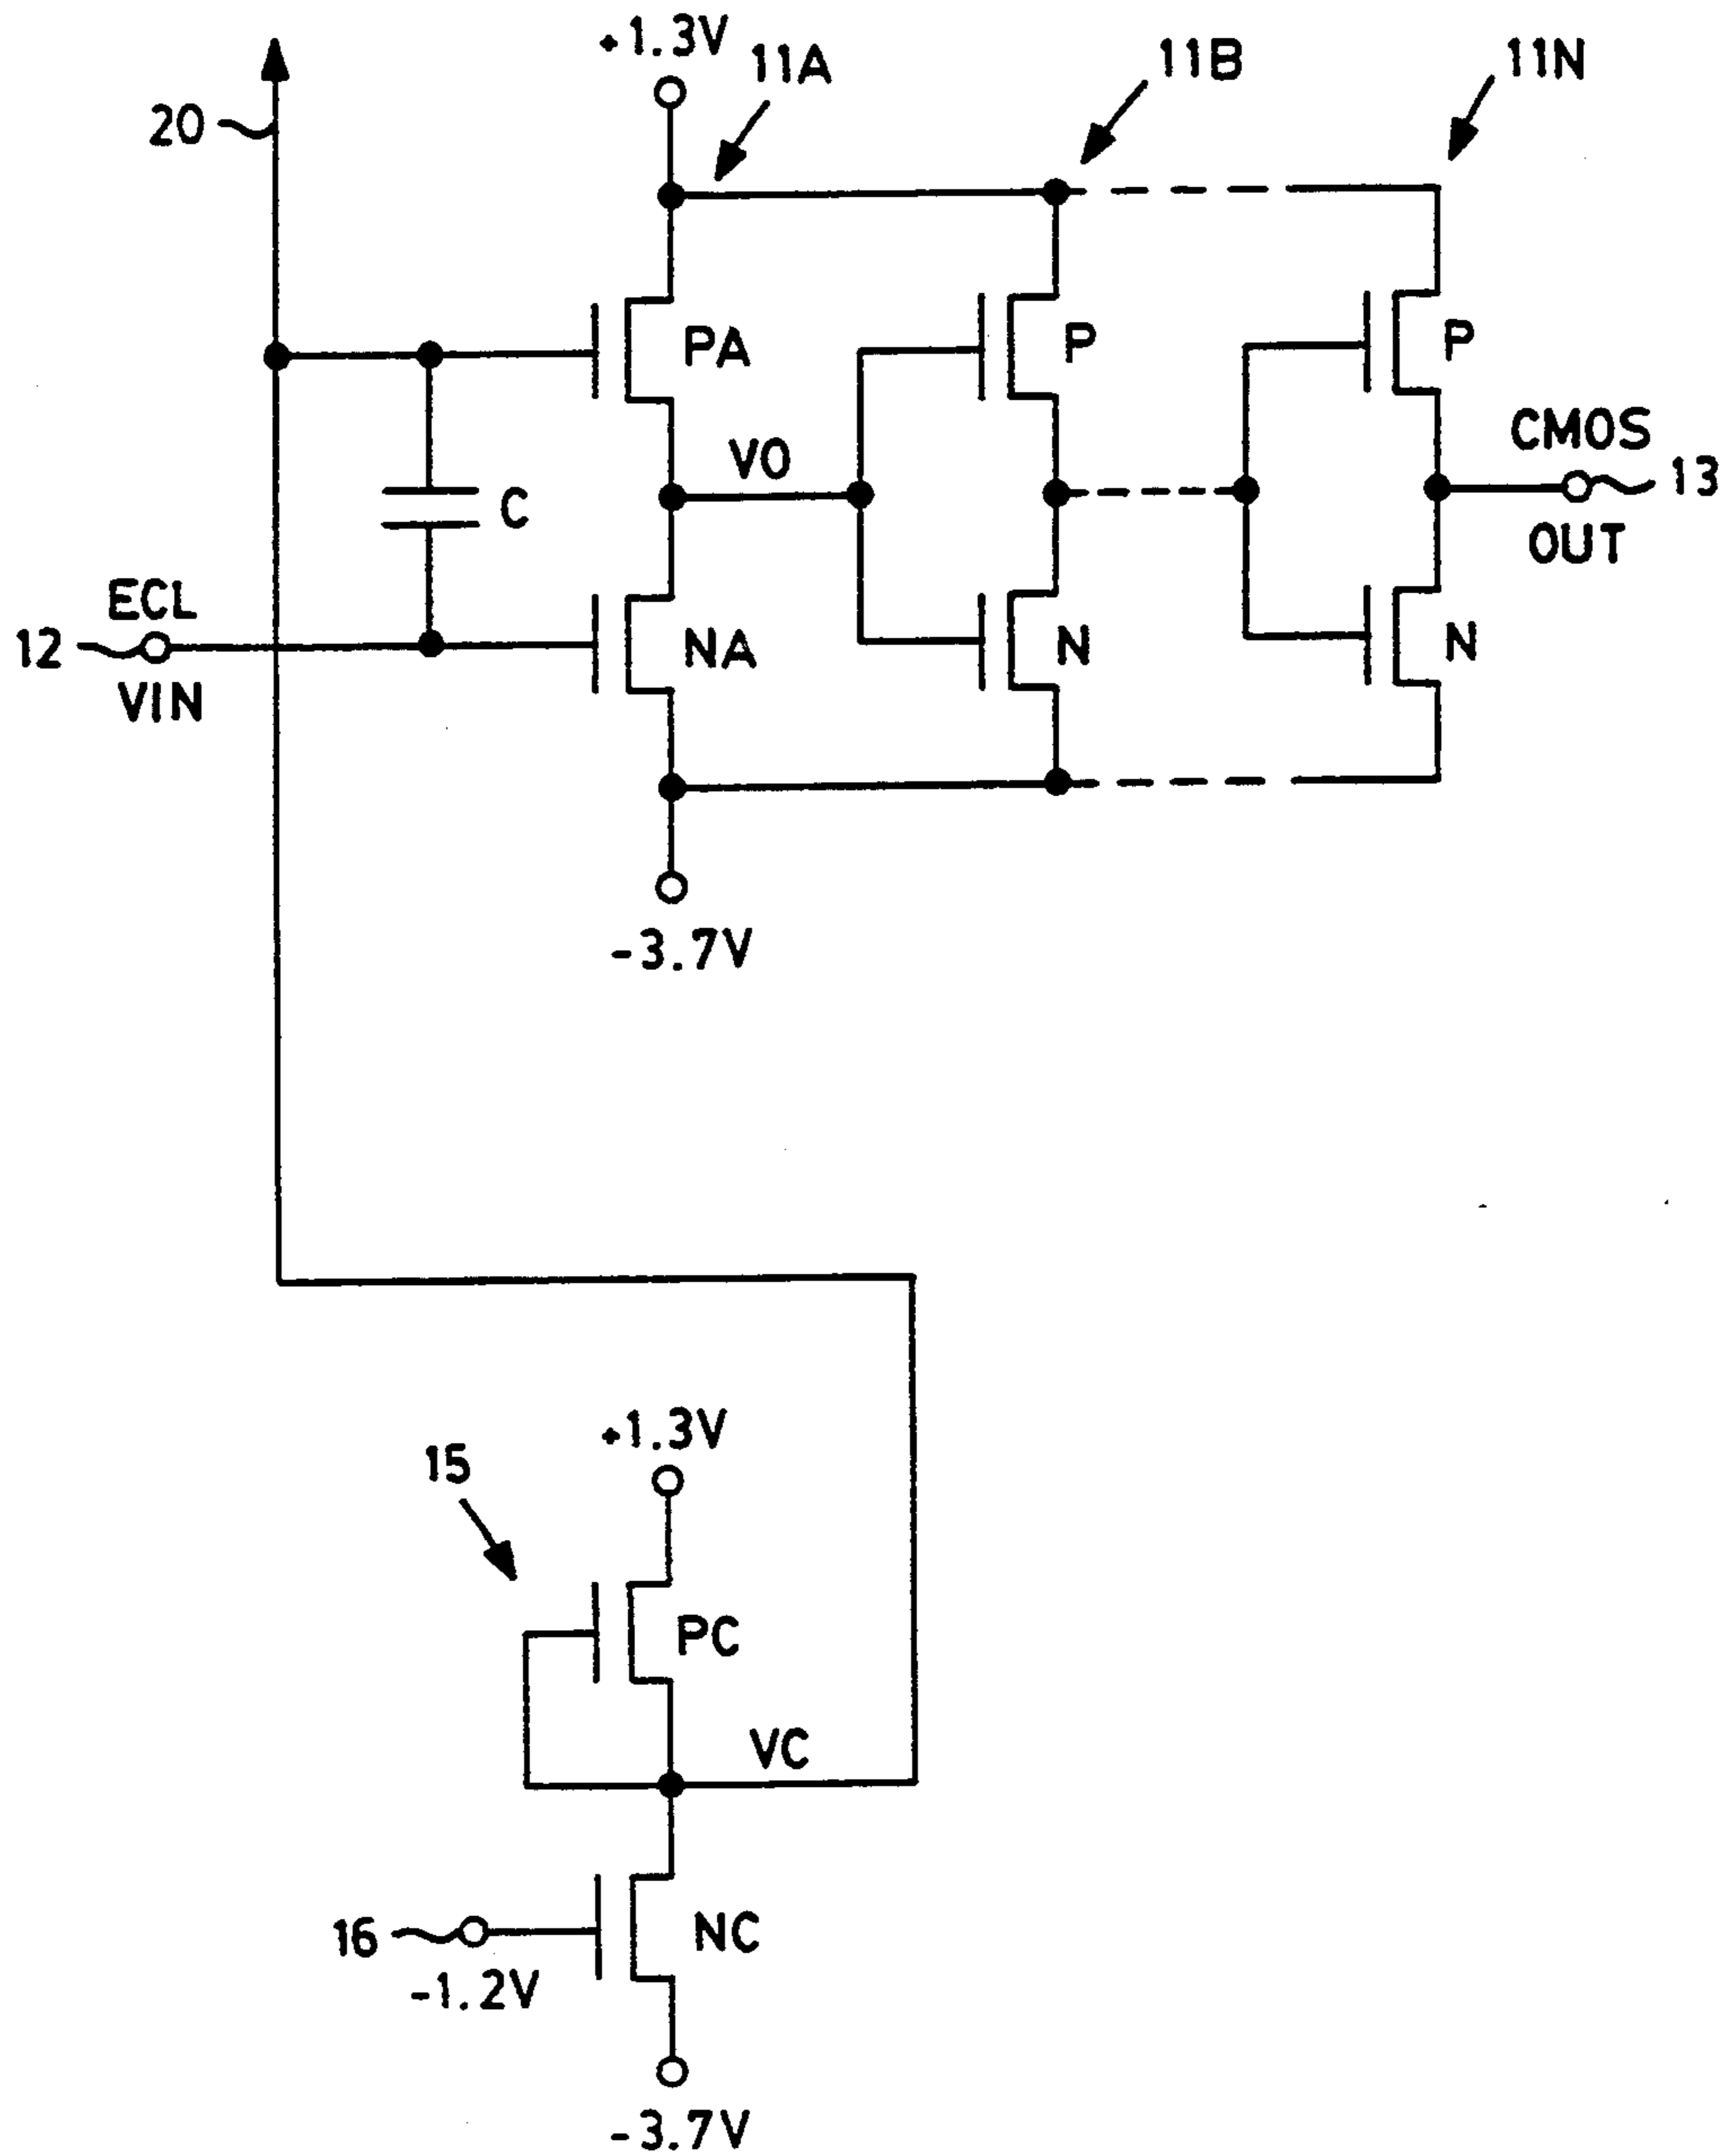 +1.3V
11A
11B
11N
20
PA
P
P
VO
CMOS
13
OUT
C
ECL
12
VIN
NA
N
N
-3.7V
+1.3V
15
PC
VC
16
NC
-1.2V
-3.7V